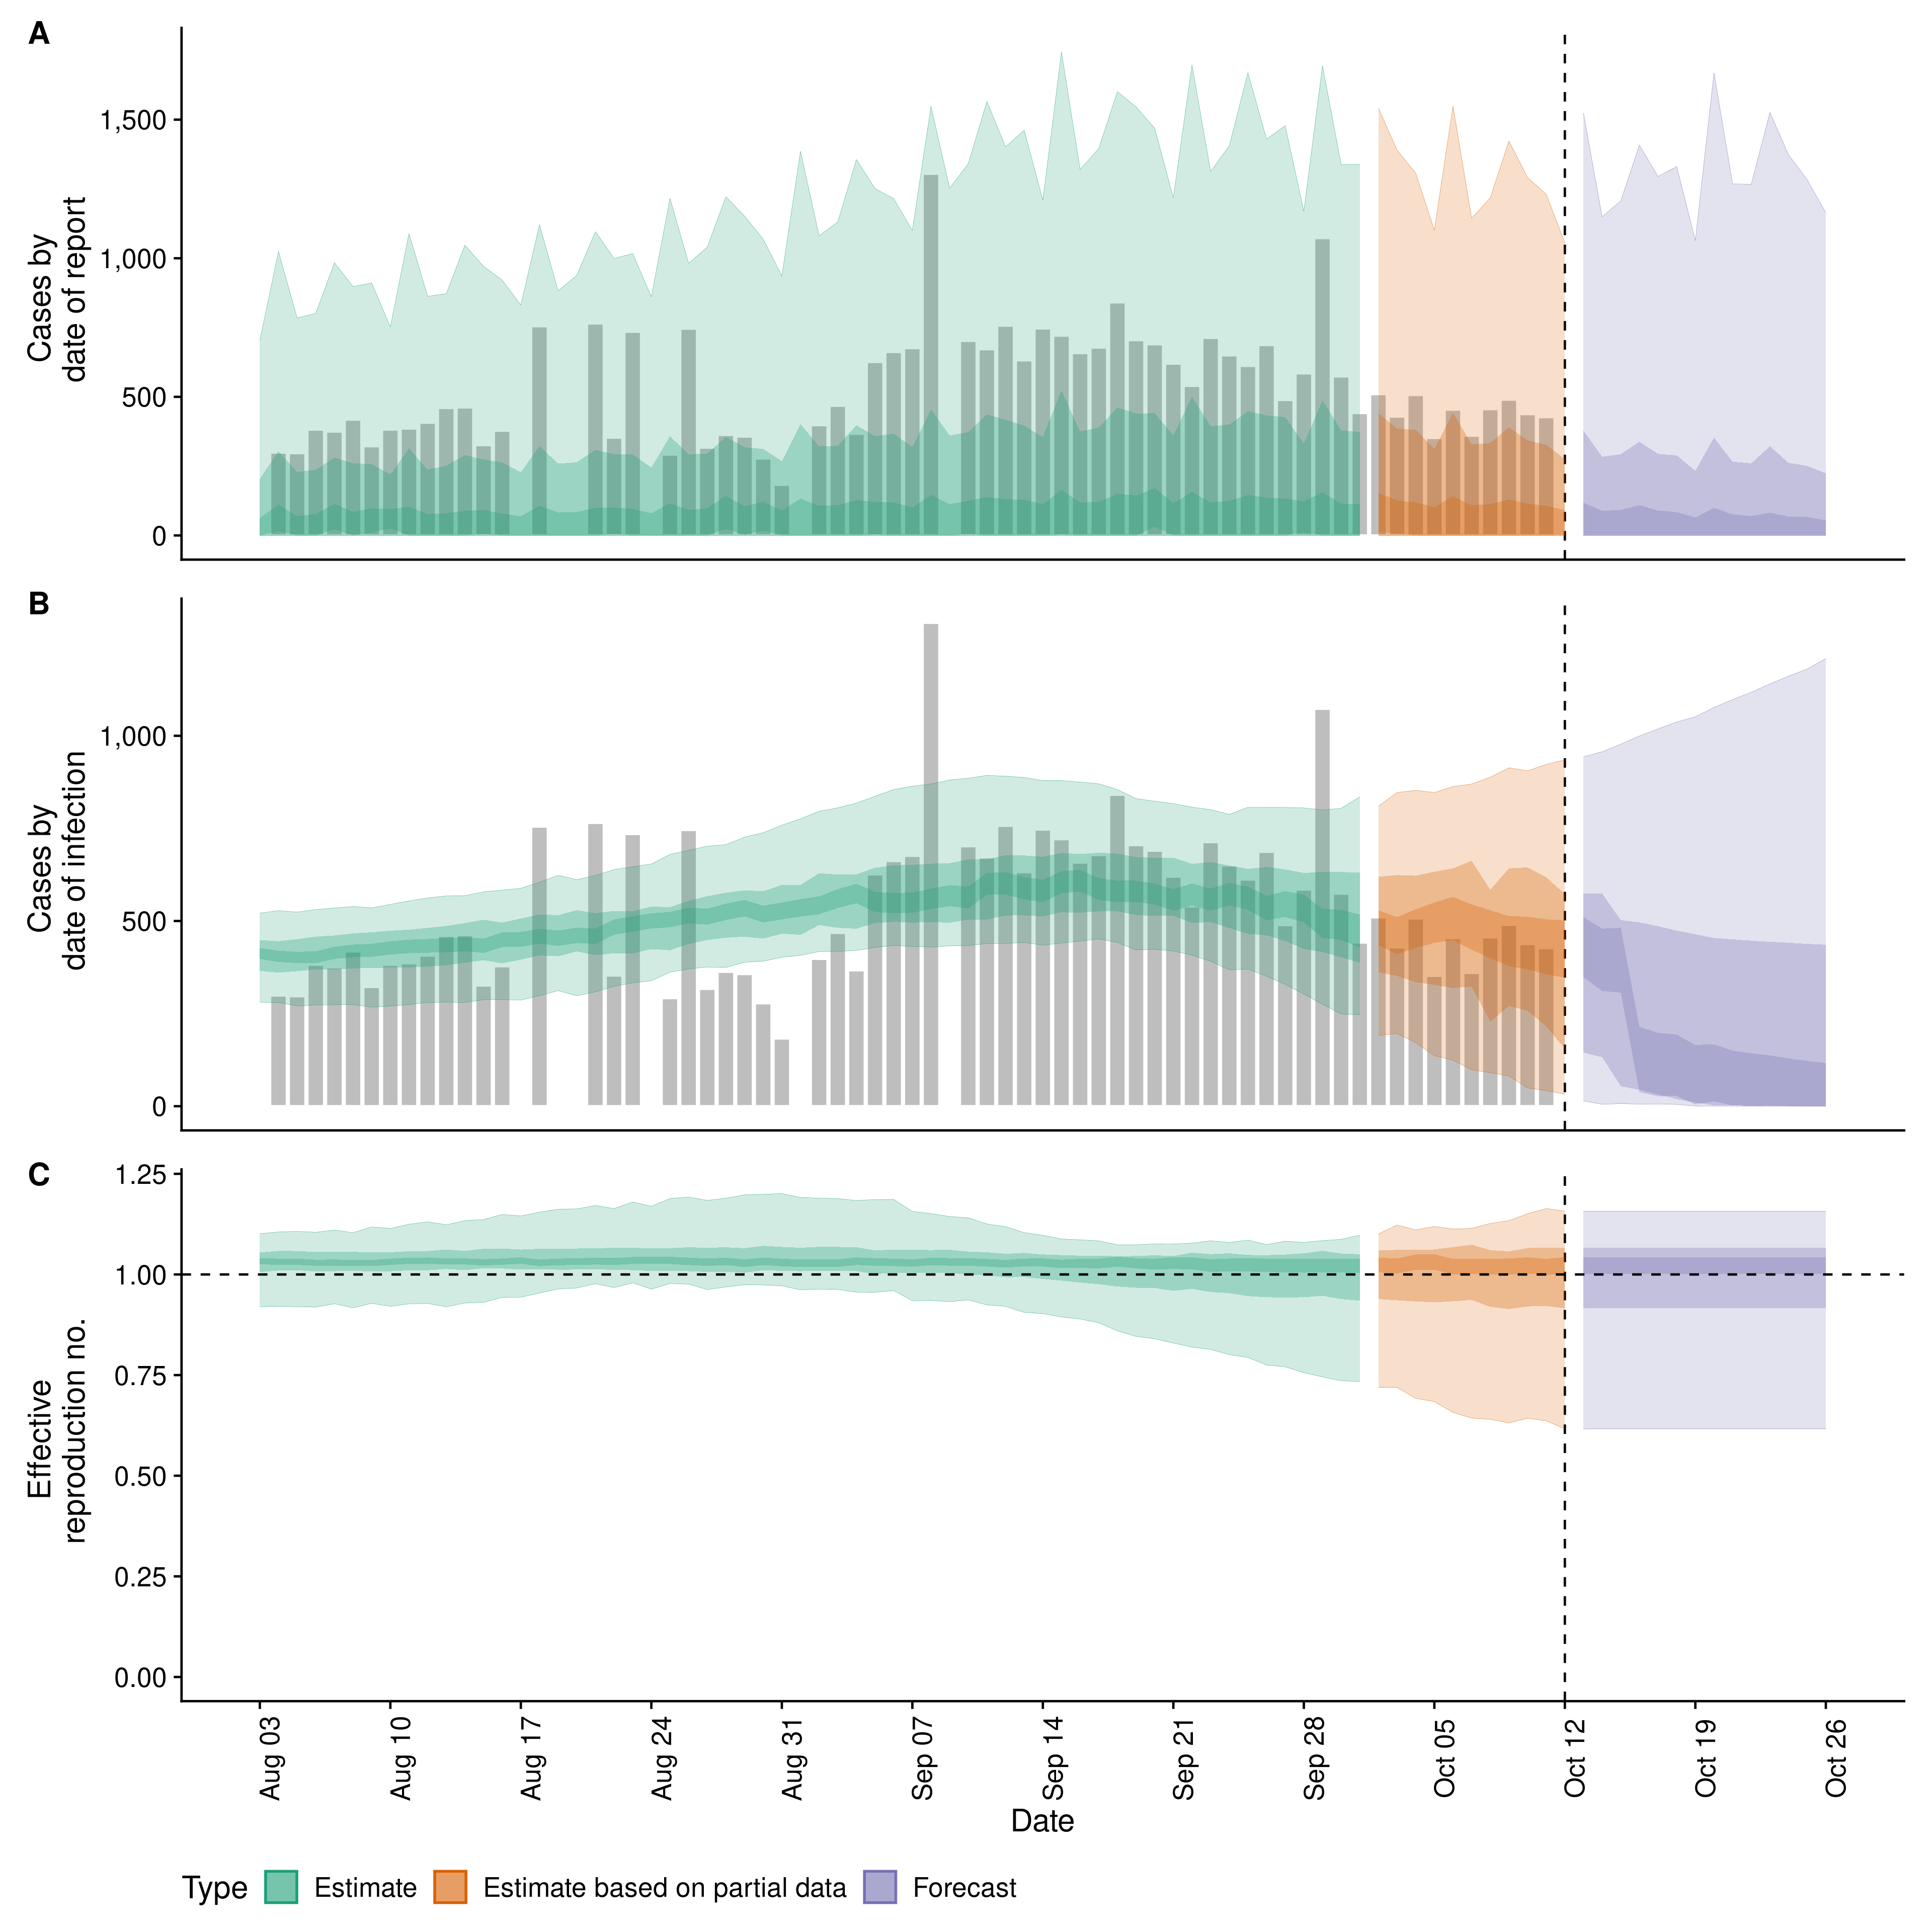 A
Cases by
date of report
1,500
1,000
500
0
B
Cases by
date of infection
1,000
500
0
C
Effective
reproduction no.
1.25
1.00
0.75
0.50
0.25
0.00
Aug 03
Aug 10
Aug 17
Aug 24
Aug 31
Sep 07
Sep 14
Sep 21
Sep 28
Oct 05
Oct 12
Oct 19
Oct 26
Date
Type Estimate Estimate based on partial data Forecast